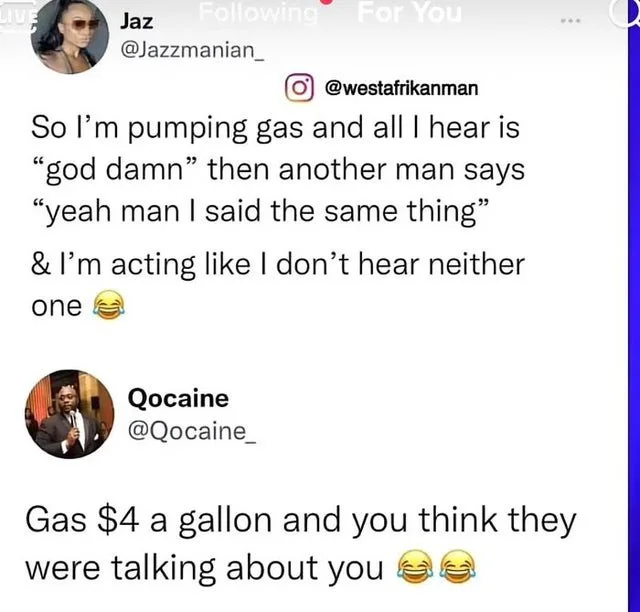 LIVE Following For You
Jaz
@Jazzmanian_
@westafrikanman
So I’m pumping gas and all I hear is
“god damn” then another man says
“yeah man I said the same thing”
& I’m acting like I don’t hear neither
one 😂
Qocaine
@Qocaine_
Gas $4 a gallon and you think they
were talking about you 😂😂